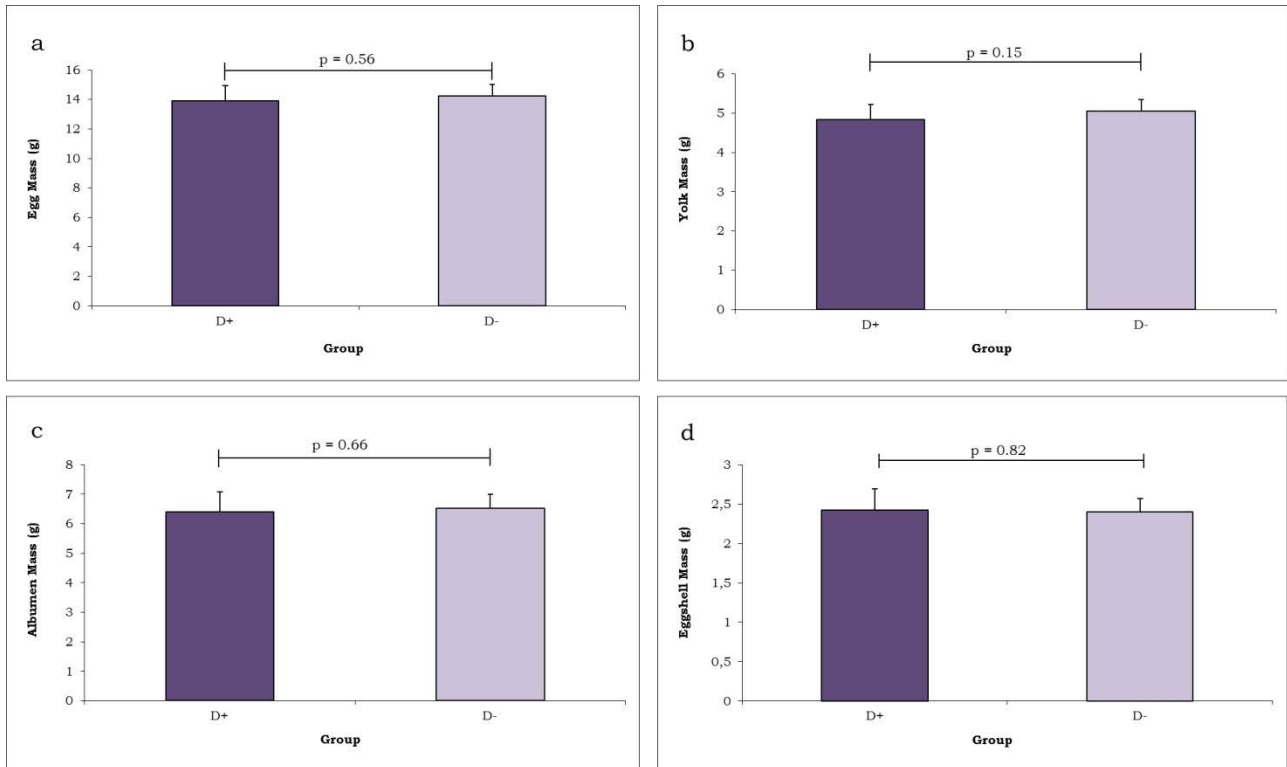 a
p = 0.56
16
14
12
10
8
6
4
2
0
Egg Mass (g)
D+ D-
Group
b
p = 0.15
6
5
4
3
2
1
0
Yolk Mass (g)
D+ D-
Group
c
p = 0.66
8
7
6
5
4
3
2
1
0
Albumen Mass (g)
D+ D-
Group
d
p = 0.82
3
2,5
2
1,5
1
0,5
0
Eggshell Mass (g)
D+ D-
Group